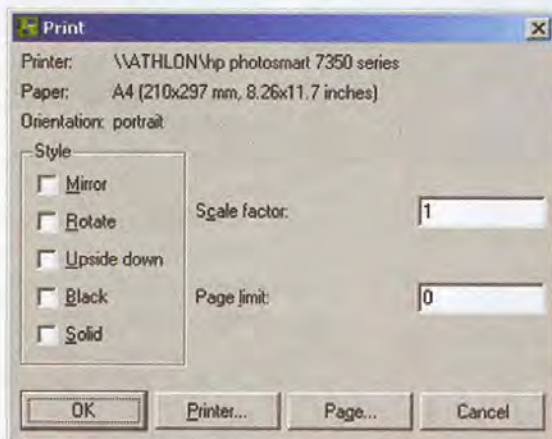 Print
Printer: \\ATHLON\hp photosmart 7350 series
Paper: A4 (210x297 mm, 8.26x11.7 inches)
Orientation: portrait
Style
Mirror
Rotate
Upside down
Black
Solid
Scale factor: 1
Page limit: 0
OK Printer... Page... Cancel